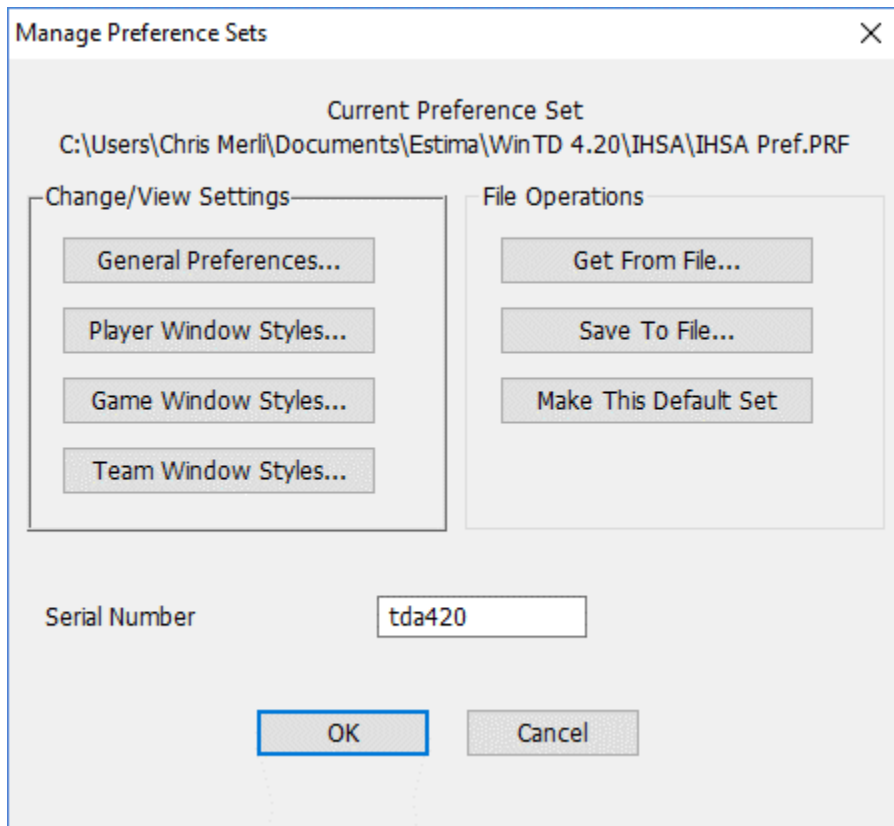 Manage Preference Sets
Current Preference Set
C:\Users\Chris Merli\Documents\Estima\WinTD 4.20\IHSA\IHSA Pref.PRF
Change/View Settings
General Preferences...
Player Window Styles...
Game Window Styles...
Team Window Styles...
File Operations
Get From File...
Save To File...
Make This Default Set
Serial Number
tda420
OK
Cancel